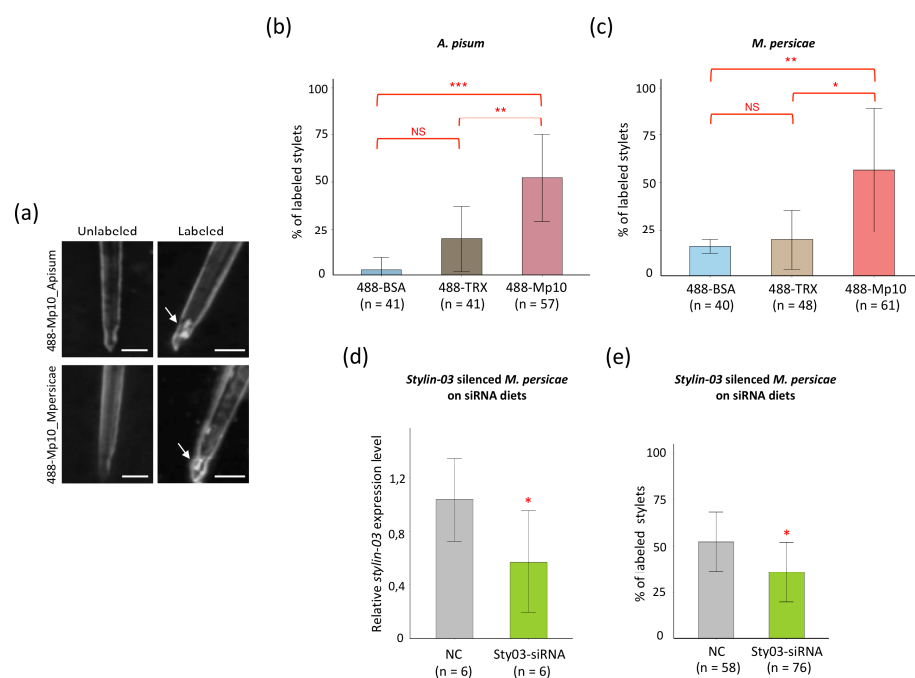 (a)
Unlabeled Labeled
488-Mp10_Apisum
488-Mp10_Mpersicae
(b)
A. pisum
% of labeled stylets
100
75
50
25
0
***
**
NS
488-BSA 488-TRX 488-Mp10
(n = 41) (n = 41) (n = 57)
(c)
M. persicae
% of labeled stylets
100
75
50
25
0
**
*
NS
488-BSA 488-TRX 488-Mp10
(n = 40) (n = 48) (n = 61)
(d)
Stylin-03 silenced M. persicae
on siRNA diets
Relative stylin-03 expression level
1,2
0,8
0,4
0
*
NC Sty03-siRNA
(n = 6) (n = 6)
(e)
Stylin-03 silenced M. persicae
on siRNA diets
% of labeled stylets
100
75
50
25
0
*
NC Sty03-siRNA
(n = 58) (n = 76)